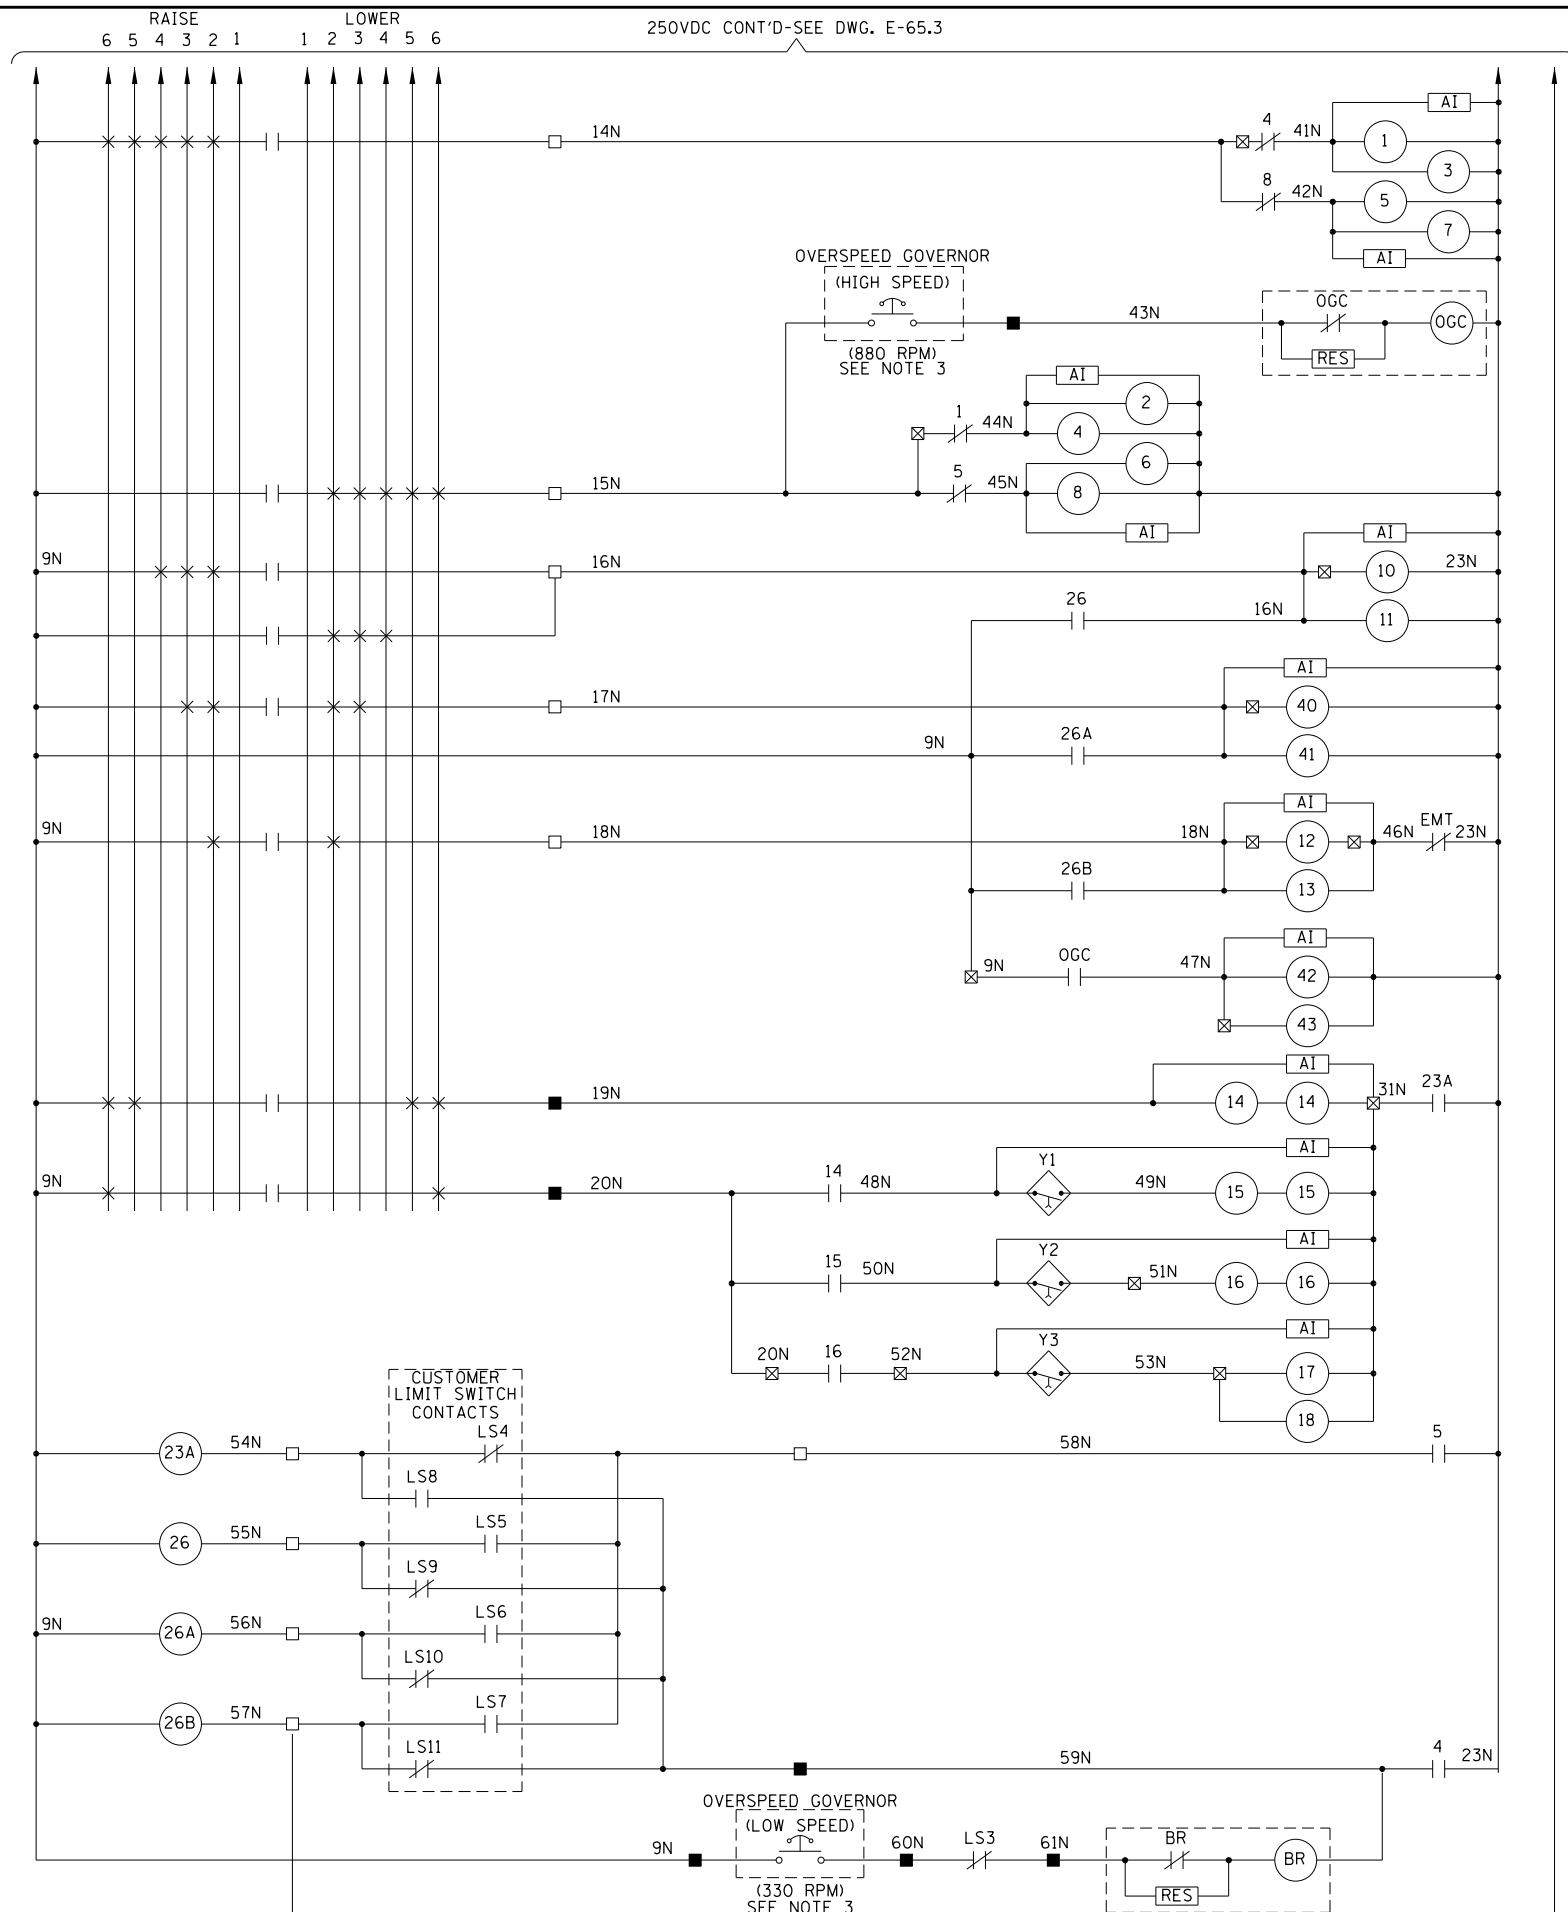 RAISE LOWER
250VDC CONT'D-SEE DWG. E-65.3
6 5 4 3 2 1 1 2 3 4 5 6
AI
14N 4 41N 1
3
8 42N 5
7
AI
OVERSPEED GOVERNOR
(HIGH SPEED)
43N OGC OGC
RES
(880 RPM)
SEE NOTE 3
AI
2
1 44N 4
6
15N 5 45N 8
AI AI
9N 16N 10 23N
26 16N 11
AI
17N 40
9N 26A 41
AI
9N 18N 18N 12 46N EMT 23N
26B 13
AI
9N OGC 47N 42
43
AI
19N 14 14 31N 23A
AI
9N 20N 14 48N Y1 49N 15 15
AI
15 50N Y2 51N 16 16
AI
20N 16 52N Y3 53N 17
18
CUSTOMER
LIMIT SWITCH
CONTACTS
23A 54N LS4 58N 5
LS8
26 55N LS5
LS9
9N 26A 56N LS6
LS10
26B 57N LS7
LS11 59N 4 23N
OVERSPEED GOVERNOR
(LOW SPEED)
9N 60N LS3 61N BR BR
RES
(330 RPM)
SEE NOTE 3